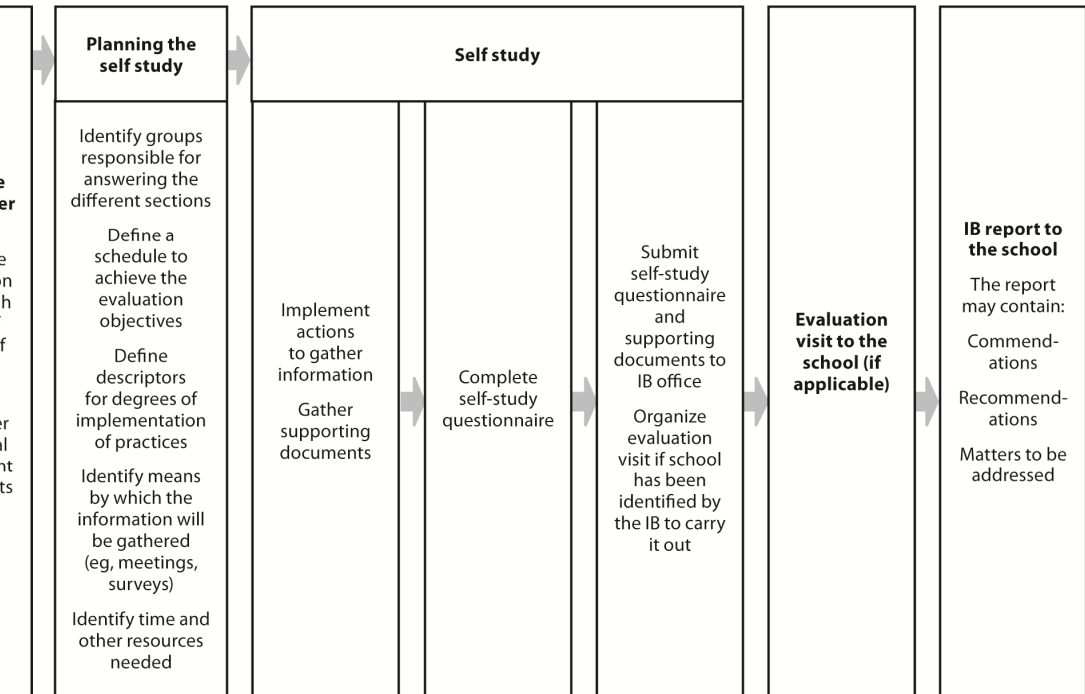 Planning the
self study
Identify groups
responsible for
answering the
different sections
Define a
schedule to
achieve the
evaluation
objectives
Define
descriptors
for degrees of
implementation
of practices
Identify means
by which the
information will
be gathered
(eg, meetings,
surveys)
Identify time and
other resources
needed
Self study
Implement
actions
to gather
information
Gather
supporting
documents
Complete
self-study
questionnaire
Submit
self-study
questionnaire
and
supporting
documents to
IB office
Organize
evaluation
visit if school
has been
identified by
the IB to carry
it out
Evaluation
visit to the
school (if
applicable)
IB report to
the school
The report
may contain:
Commend-
ations
Recommend-
ations
Matters to be
addressed